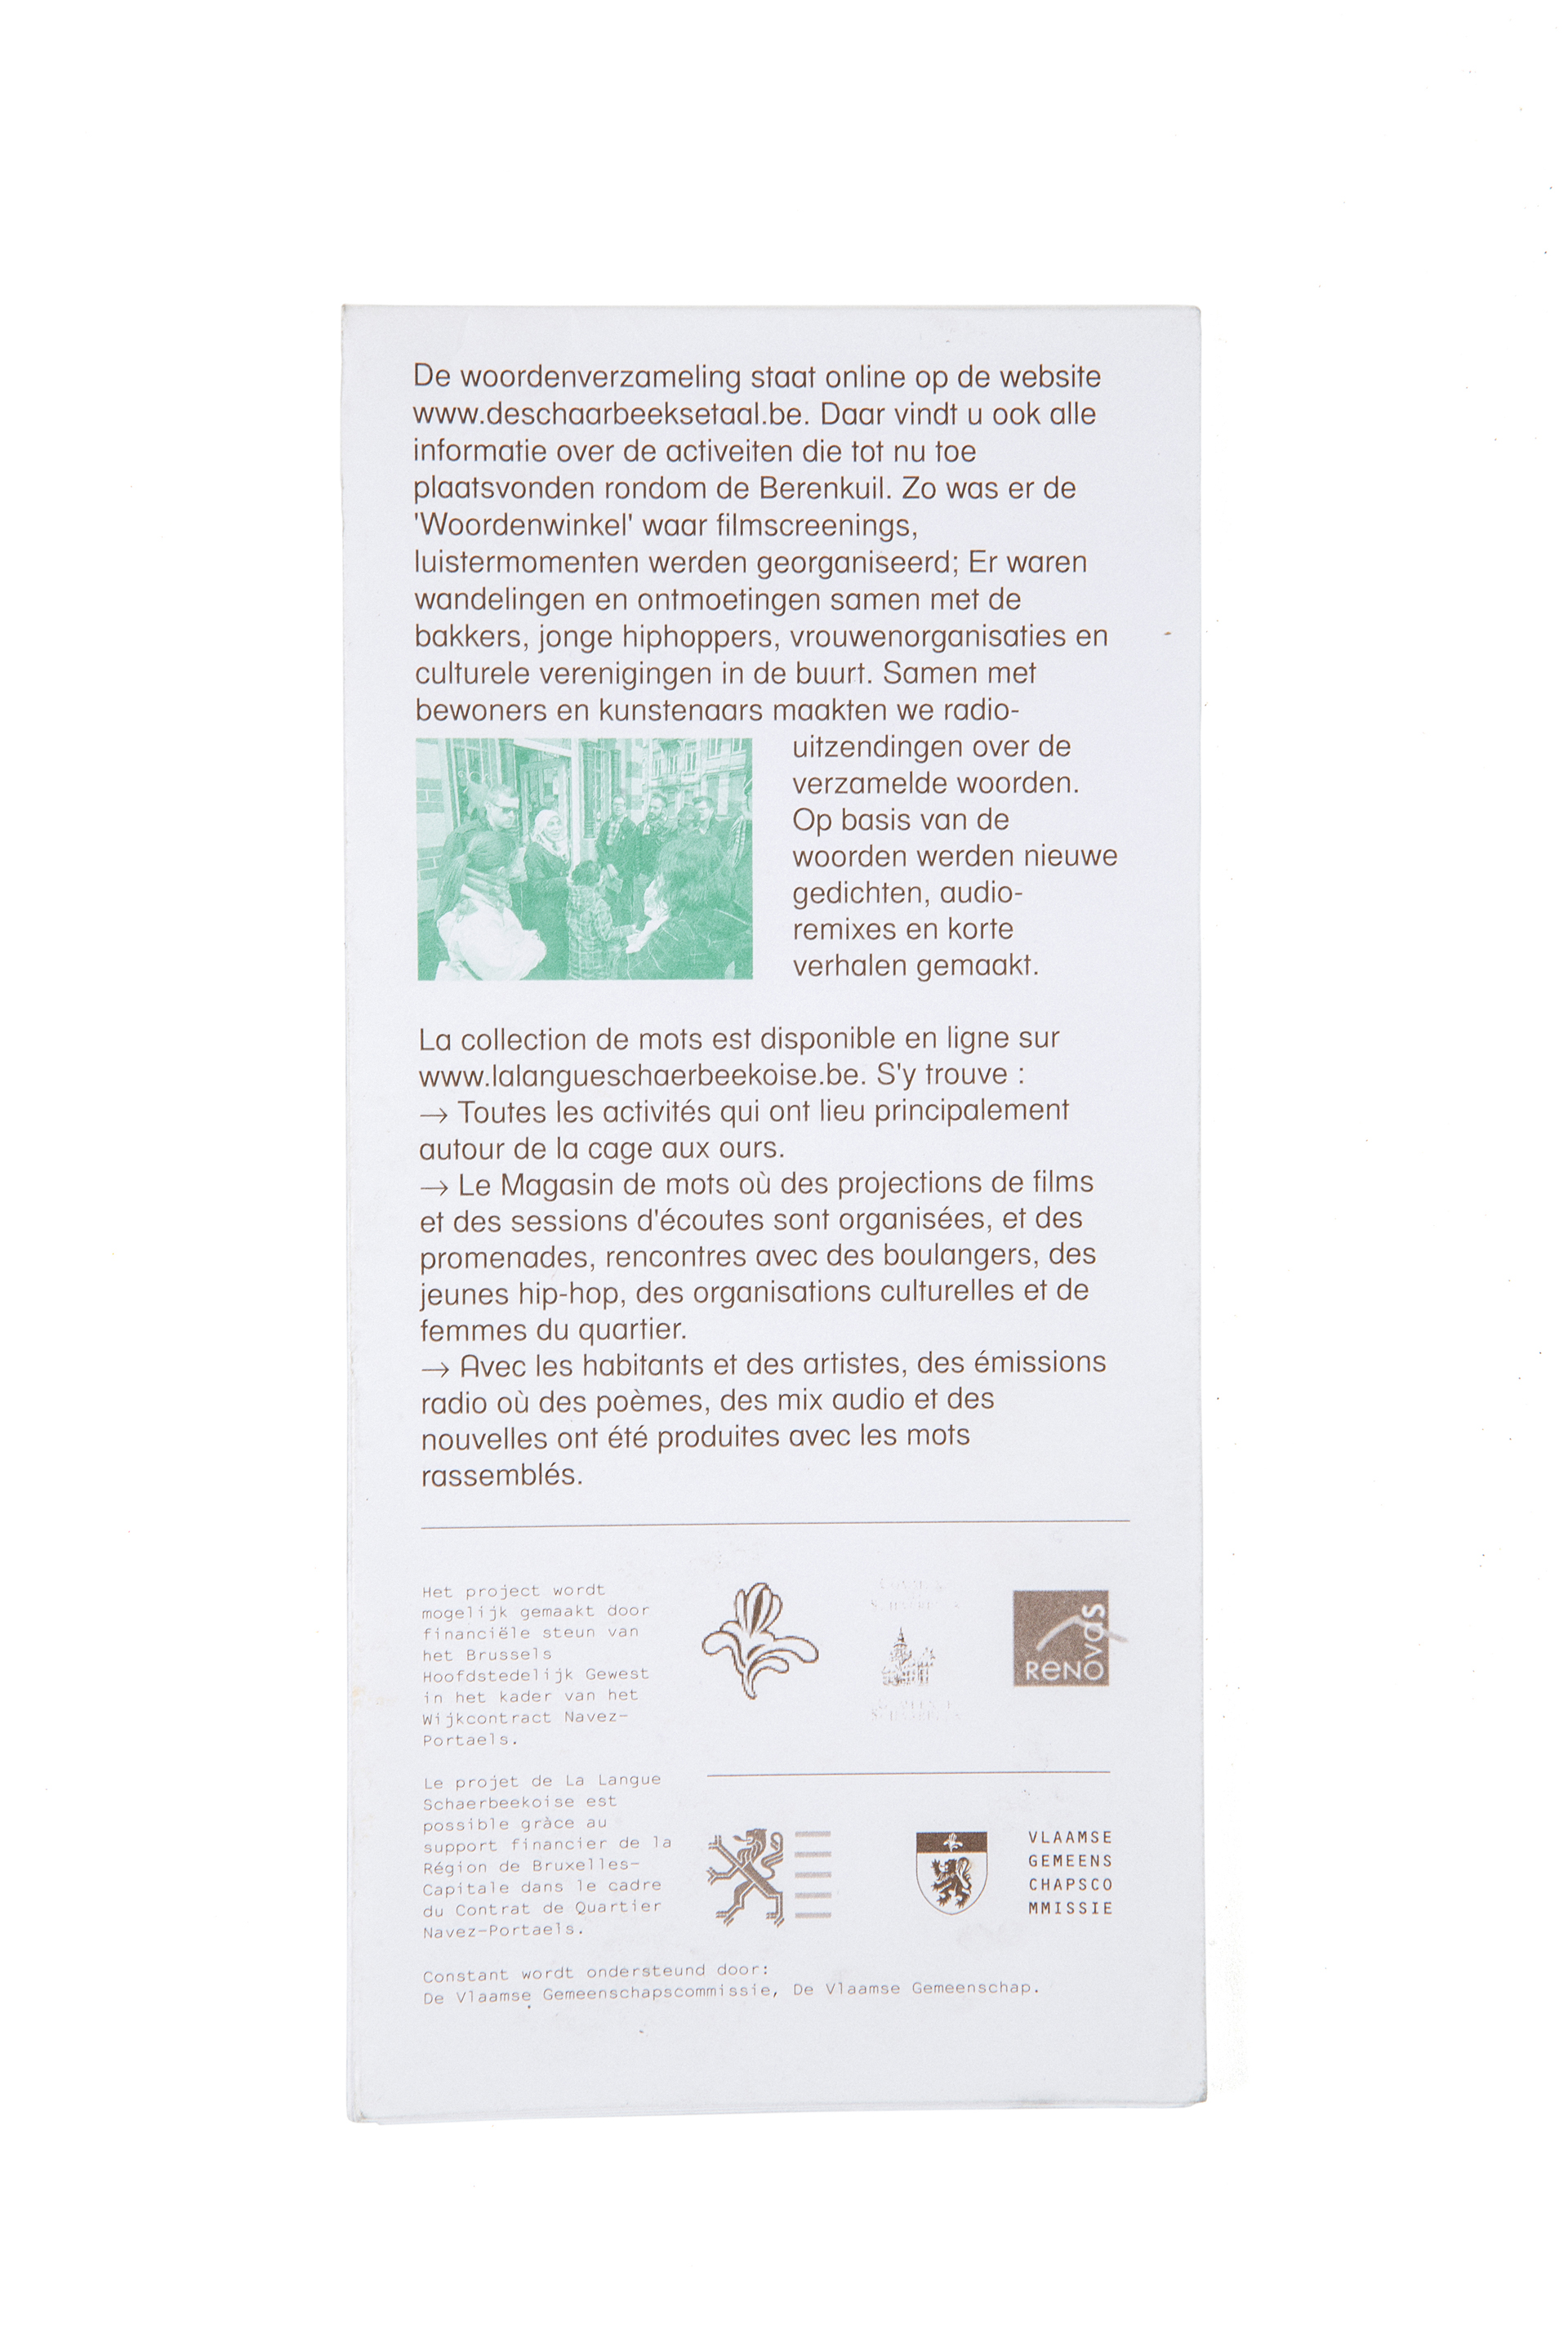 De woordenverzameling staat online op de website
www.deschaarbeeksetaal.be. Daar vindt u ook alle
informatie over de activeiten die tot nu toe
plaatsvonden rondom de Berenkuil. Zo was er de
'Woordenwinkel' waar filmscreenings,
luistermomenten werden georganiseerd; Er waren
wandelingen en ontmoetingen samen met de
bakkers, jonge hiphoppers, vrouwenorganisaties en
culturele verenigingen in de buurt. Samen met
bewoners en kunstenaars maakten we radio-
uitzendingen over de
verzamelde woorden.
Op basis van de
woorden werden nieuwe
gedichten, audio-
remixes en korte
verhalen gemaakt.
La collection de mots est disponible en ligne sur
www.lalangueschaerbeekoise.be. S'y trouve :
→ Toutes les activités qui ont lieu principalement
autour de la cage aux ours.
→ Le Magasin de mots où des projections de films
et des sessions d'écoutes sont organisées, et des
promenades, rencontres avec des boulangers, des
jeunes hip-hop, des organisations culturelles et de
femmes du quartier.
→ Avec les habitants et des artistes, des émissions
radio où des poèmes, des mix audio et des
nouvelles ont été produites avec les mots
rassemblés.
Het project wordt
mogelijk gemaakt door
financiële steun van
het Brussels
Hoofdstedelijk Gewest
in het kader van het
Wijkcontract Navez-
Portaels.
RENOVAS
Le projet de La Langue
Schaerbeekoise est
possible gràce au
support financier de la
Région de Bruxelles-
Capitale dans le cadre
du Contrat de Quartier
Navez-Portaels.
VLAAMSE
GEMEENS
CHAPSCO
MMISSIE
Constant wordt ondersteund door:
De Vlaamse Gemeenschapscommissie, De Vlaamse Gemeenschap.